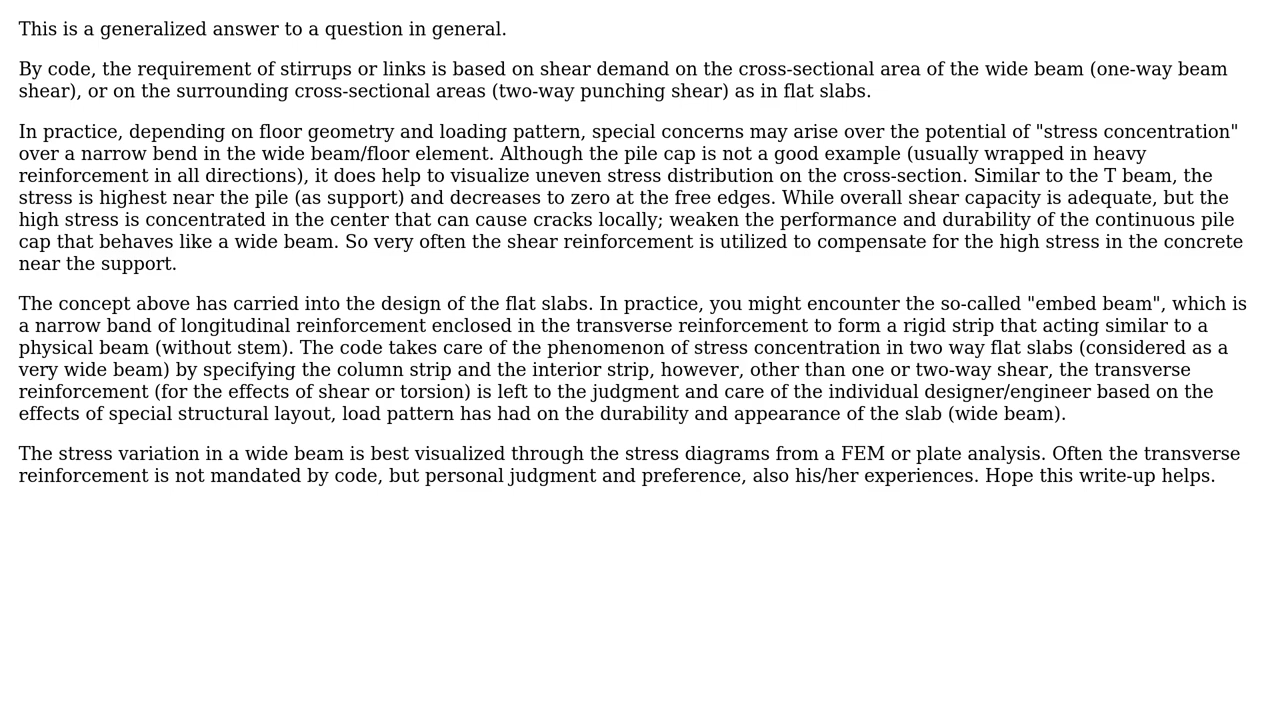 This is a generalized answer to a question in general.
By code, the requirement of stirrups or links is based on shear demand on the cross-sectional area of the wide beam (one-way beam
shear), or on the surrounding cross-sectional areas (two-way punching shear) as in flat slabs.
In practice, depending on floor geometry and loading pattern, special concerns may arise over the potential of "stress concentration"
over a narrow bend in the wide beam/floor element. Although the pile cap is not a good example (usually wrapped in heavy
reinforcement in all directions), it does help to visualize uneven stress distribution on the cross-section. Similar to the T beam, the
stress is highest near the pile (as support) and decreases to zero at the free edges. While overall shear capacity is adequate, but the
high stress is concentrated in the center that can cause cracks locally; weaken the performance and durability of the continuous pile
cap that behaves like a wide beam. So very often the shear reinforcement is utilized to compensate for the high stress in the concrete
near the support.
The concept above has carried into the design of the flat slabs. In practice, you might encounter the so-called "embed beam", which is
a narrow band of longitudinal reinforcement enclosed in the transverse reinforcement to form a rigid strip that acting similar to a
physical beam (without stem). The code takes care of the phenomenon of stress concentration in two way flat slabs (considered as a
very wide beam) by specifying the column strip and the interior strip, however, other than one or two-way shear, the transverse
reinforcement (for the effects of shear or torsion) is left to the judgment and care of the individual designer/engineer based on the
effects of special structural layout, load pattern has had on the durability and appearance of the slab (wide beam).
The stress variation in a wide beam is best visualized through the stress diagrams from a FEM or plate analysis. Often the transverse
reinforcement is not mandated by code, but personal judgment and preference, also his/her experiences. Hope this write-up helps.